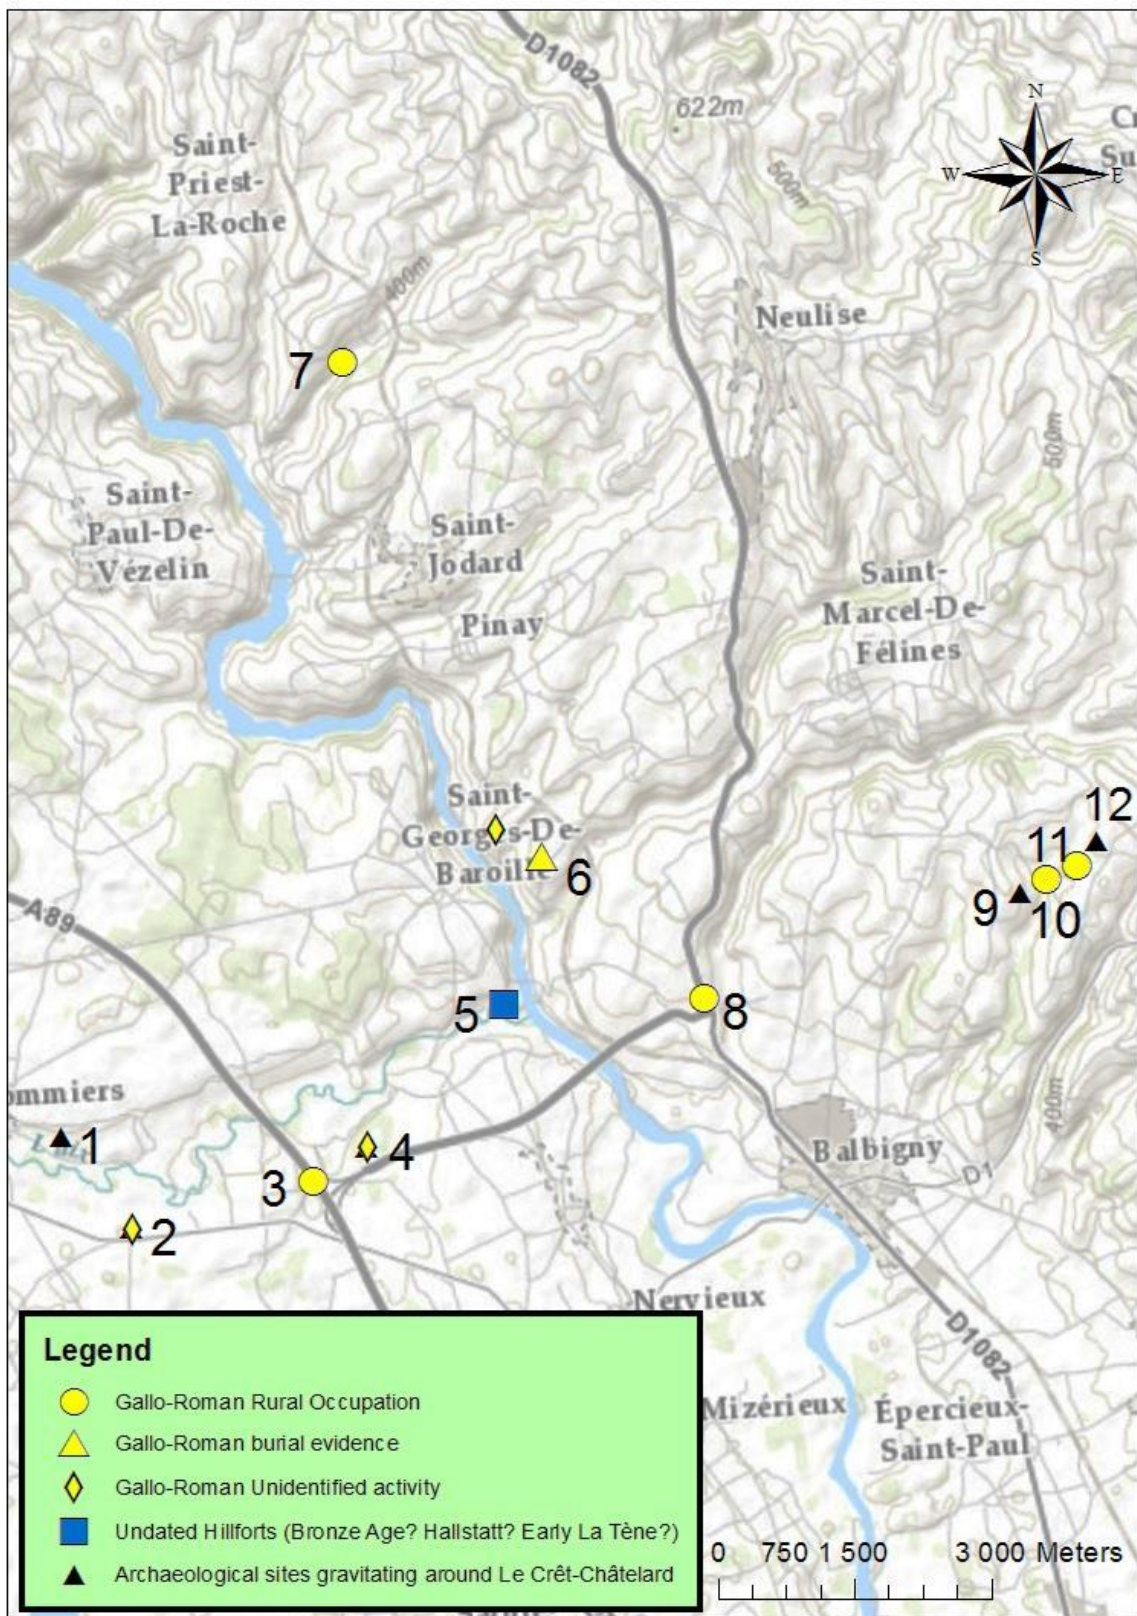 D1082
622m
N
W
E
S
Saint-
Priest-
La-Roche
500m
400m
Neulise
7
500m
Saint-
Paul-De-
Vézelin
Saint-
Jodard
Pinay
Saint-
Marcel-De-
Félines
Saint-
Georges-De-
6
12
11
9
10
A89
5
8
1
4
3
2
400m
Balbigny
D1
Nervieux
D1082
Mizérieux
Épercieux-
Saint-Paul
Legend
Gallo-Roman Rural Occupation
Gallo-Roman burial evidence
Gallo-Roman Unidentified activity
Undated Hillforts (Bronze Age? Hallstatt? Early La Tène?)
Archaeological sites gravitating around Le Crêt-Châtelard
0 750 1 500 3 000 Meters